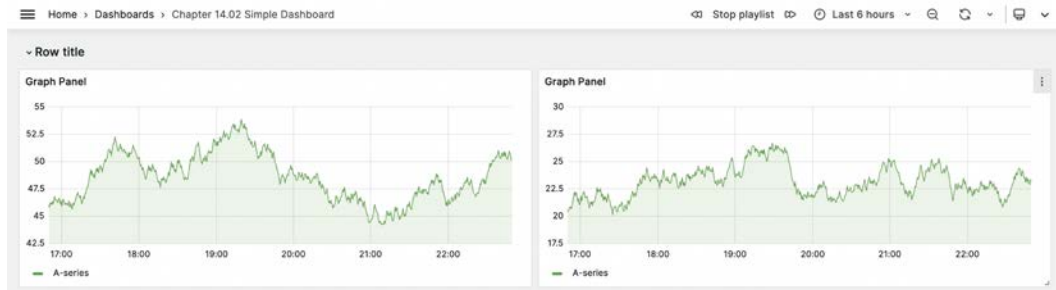 Home › Dashboards › Chapter 14.02 Simple Dashboard
Stop playlist
Last 6 hours
Row title
Graph Panel
55
52.5
50
47.5
45
42.5
17:00 18:00 19:00 20:00 21:00 22:00
A-series
Graph Panel
30
27.5
25
22.5
20
17.5
17:00 18:00 19:00 20:00 21:00 22:00
A-series